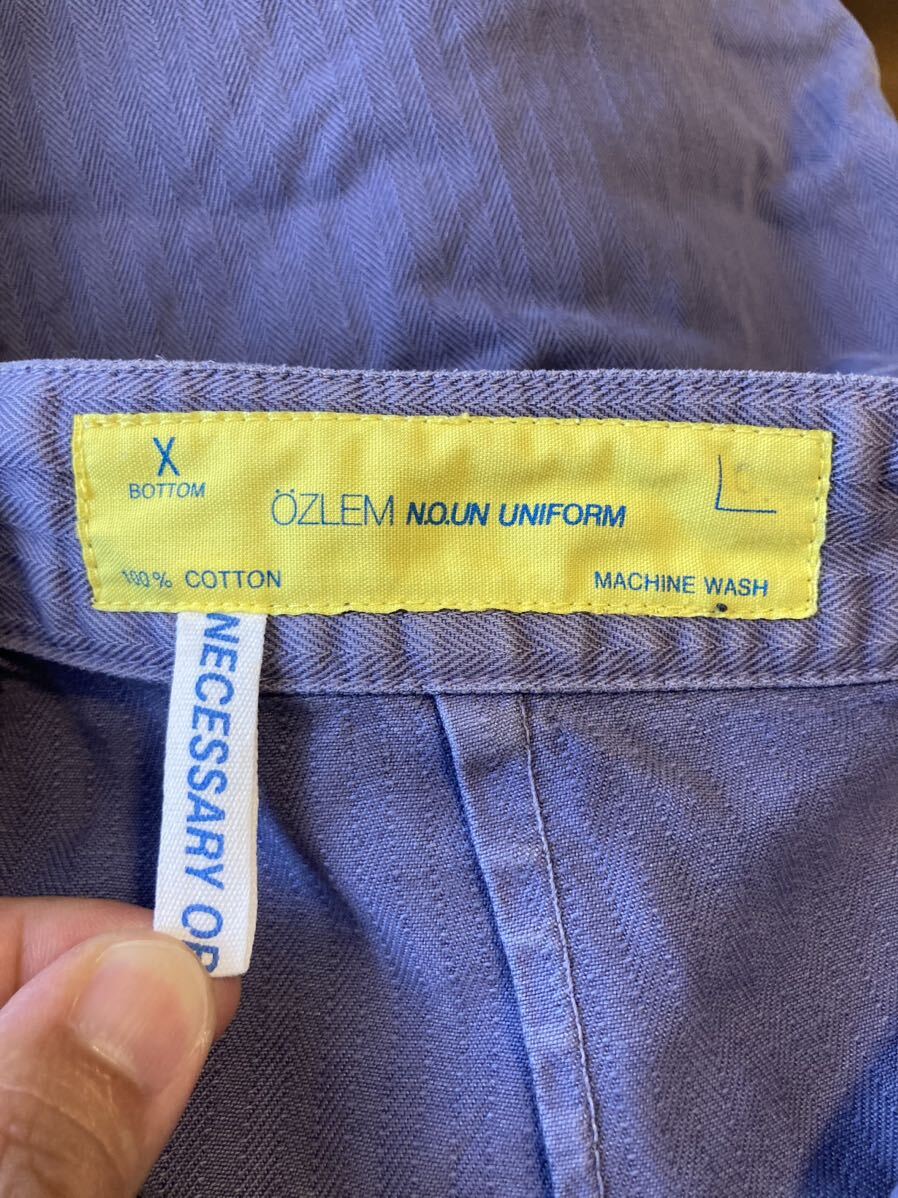 X
BOTTOM
ÖZLEM N.O.UN UNIFORM
100% COTTON
MACHINE WASH
NECESSARY OR